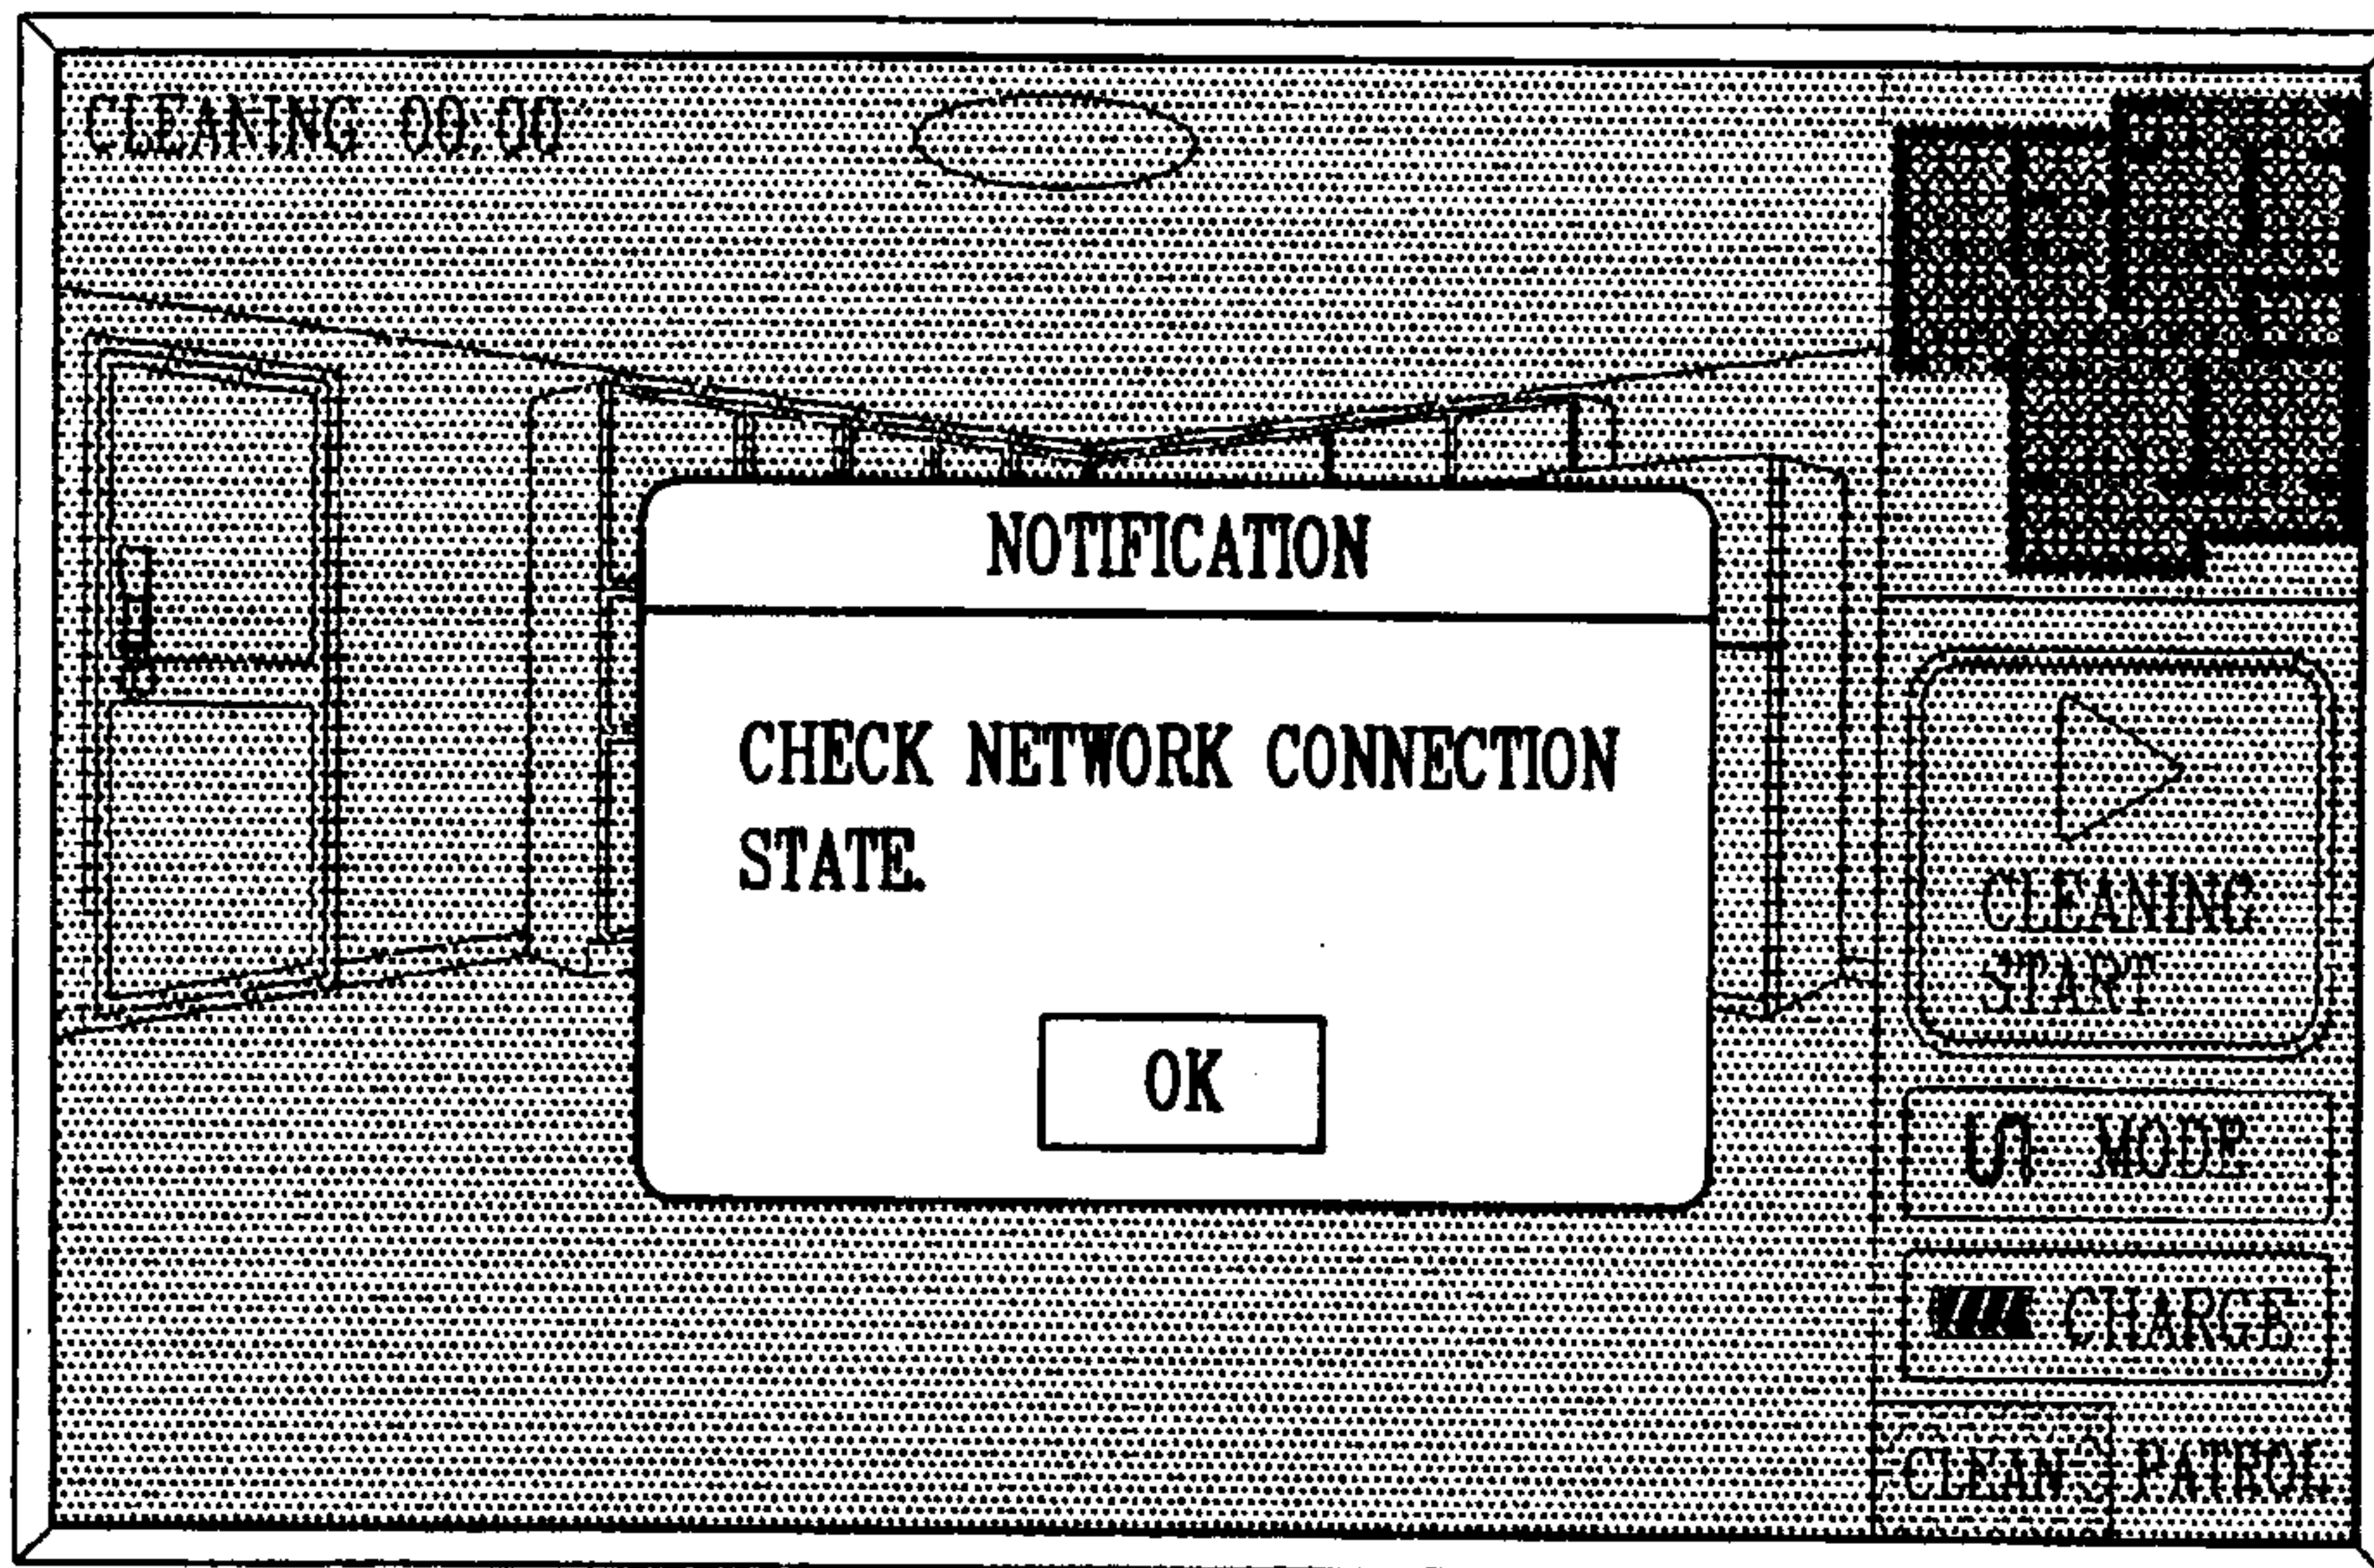 CLEANING 00:00
NOTIFICATION
CHECK NETWORK CONNECTION
STATE.
OK
CLEANING
START
MODE
CHARGE
CLEAN PATROL